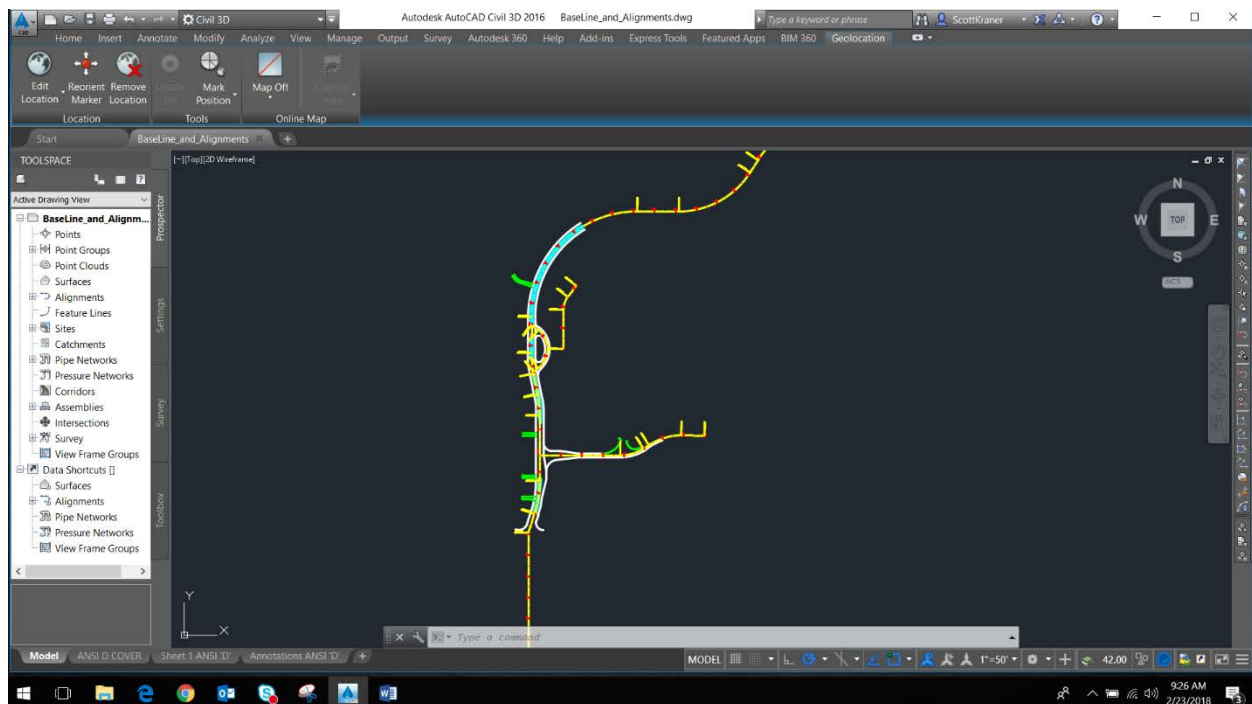 Civil 3D
Autodesk AutoCAD Civil 3D 2016 BaseLine_and_Alignments.dwg
Type a keyword or phrase
ScottKraner
Home Insert Annotate Modify Analyze View Manage Output Survey Autodesk 360 Help Add-ins Express Tools Featured Apps BIM 360 Geolocation
Edit Location
Reorient Marker
Remove Location
Locate Me
Mark Position
Map Off
Capture Area
Location Tools Online Map
Start BaseLine_and_Alignments
TOOLSPACE
[−][Top][2D Wireframe]
Active Drawing View
BaseLine_and_Alignm...
Points
Point Groups
Point Clouds
Surfaces
Alignments
Feature Lines
Sites
Catchments
Pipe Networks
Pressure Networks
Corridors
Assemblies
Intersections
Survey
View Frame Groups
Data Shortcuts []
Surfaces
Alignments
Pipe Networks
Pressure Networks
View Frame Groups
Prospector
Settings
Survey
Toolbox
N
W TOP E
S
WCS
Y
X
Type a command
Model ANSI D COVER Sheet 1 ANSI 'D' Annotations ANSI 'D'
MODEL 1"=50' 42.00
9:26 AM
2/23/2018